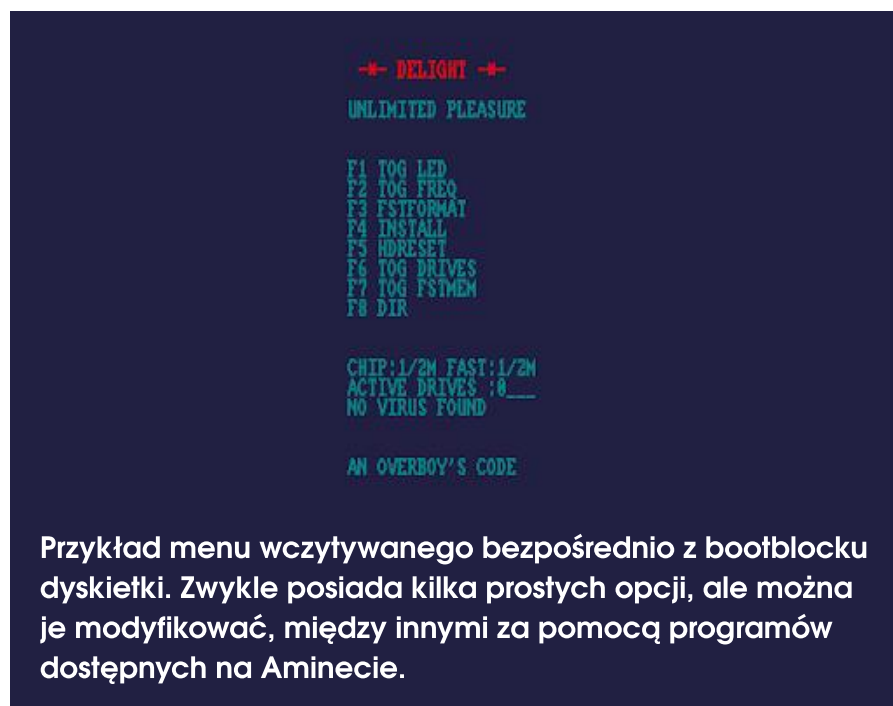 -*- DELIGHT -*-
UNLIMITED PLEASURE
F1 TOG LED
F2 TOG FREQ
F3 FSTFORMAT
F4 INSTALL
F5 HDRESET
F6 TOG DRIVES
F7 TOG FSTMEM
F8 DIR
CHIP:1/2M FAST:1/2M
ACTIVE DRIVES :0___
NO VIRUS FOUND
AN OVERBOY'S CODE
Przykład menu wczytywanego bezpośrednio z bootblocku
dyskietki. Zwykle posiada kilka prostych opcji, ale można
je modyfikować, między innymi za pomocą programów
dostępnych na Aminecie.